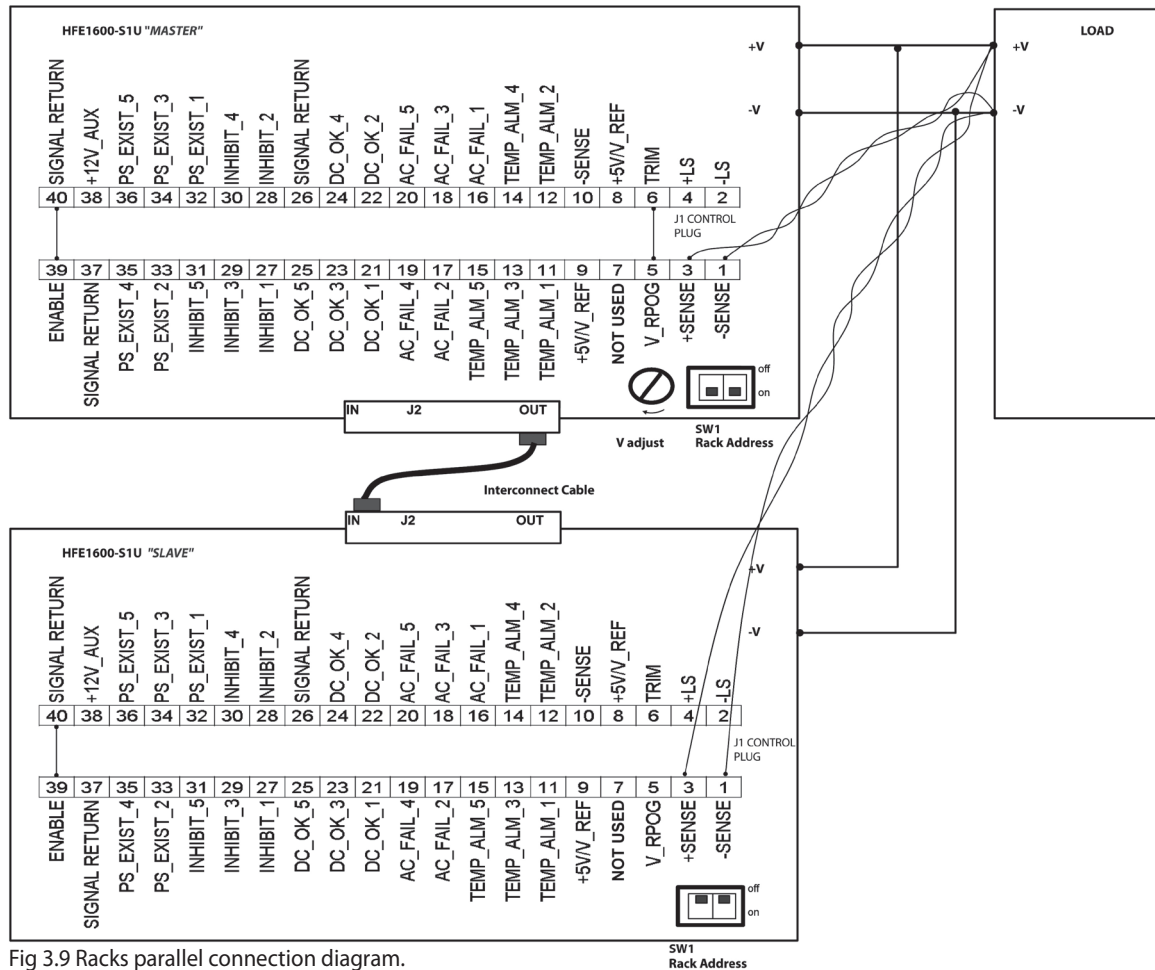 HFE1600-S1U "MASTER"
+V
-V
LOAD
+V
-V
SIGNAL RETURN
+12V_AUX
PS_EXIST_5
PS_EXIST_3
PS_EXIST_1
INHIBIT_4
INHIBIT_2
SIGNAL RETURN
DC_OK_4
DC_OK_2
AC_FAIL_5
AC_FAIL_3
AC_FAIL_1
TEMP_ALM_4
TEMP_ALM_2
-SENSE
+5V/V_REF
TRIM
+LS
-LS
40 38 36 34 32 30 28 26 24 22 20 18 16 14 12 10 8 6 4 2
J1 CONTROL
PLUG
39 37 35 33 31 29 27 25 23 21 19 17 15 13 11 9 7 5 3 1
ENABLE
SIGNAL RETURN
PS_EXIST_4
PS_EXIST_2
INHIBIT_5
INHIBIT_3
INHIBIT_1
DC_OK_5
DC_OK_3
DC_OK_1
AC_FAIL_4
AC_FAIL_2
TEMP_ALM_5
TEMP_ALM_3
TEMP_ALM_1
+5V/V_REF
NOT USED
V_RPOG
+SENSE
-SENSE
off
on
V adjust
SW1
Rack Address
IN J2 OUT
Interconnect Cable
IN J2 OUT
HFE1600-S1U "SLAVE"
+V
-V
SIGNAL RETURN
+12V_AUX
PS_EXIST_5
PS_EXIST_3
PS_EXIST_1
INHIBIT_4
INHIBIT_2
SIGNAL RETURN
DC_OK_4
DC_OK_2
AC_FAIL_5
AC_FAIL_3
AC_FAIL_1
TEMP_ALM_4
TEMP_ALM_2
-SENSE
+5V/V_REF
TRIM
+LS
-LS
40 38 36 34 32 30 28 26 24 22 20 18 16 14 12 10 8 6 4 2
J1 CONTROL
PLUG
39 37 35 33 31 29 27 25 23 21 19 17 15 13 11 9 7 5 3 1
ENABLE
SIGNAL RETURN
PS_EXIST_4
PS_EXIST_2
INHIBIT_5
INHIBIT_3
INHIBIT_1
DC_OK_5
DC_OK_3
DC_OK_1
AC_FAIL_4
AC_FAIL_2
TEMP_ALM_5
TEMP_ALM_3
TEMP_ALM_1
+5V/V_REF
NOT USED
V_RPOG
+SENSE
-SENSE
off
on
SW1
Rack Address
Fig 3.9 Racks parallel connection diagram.